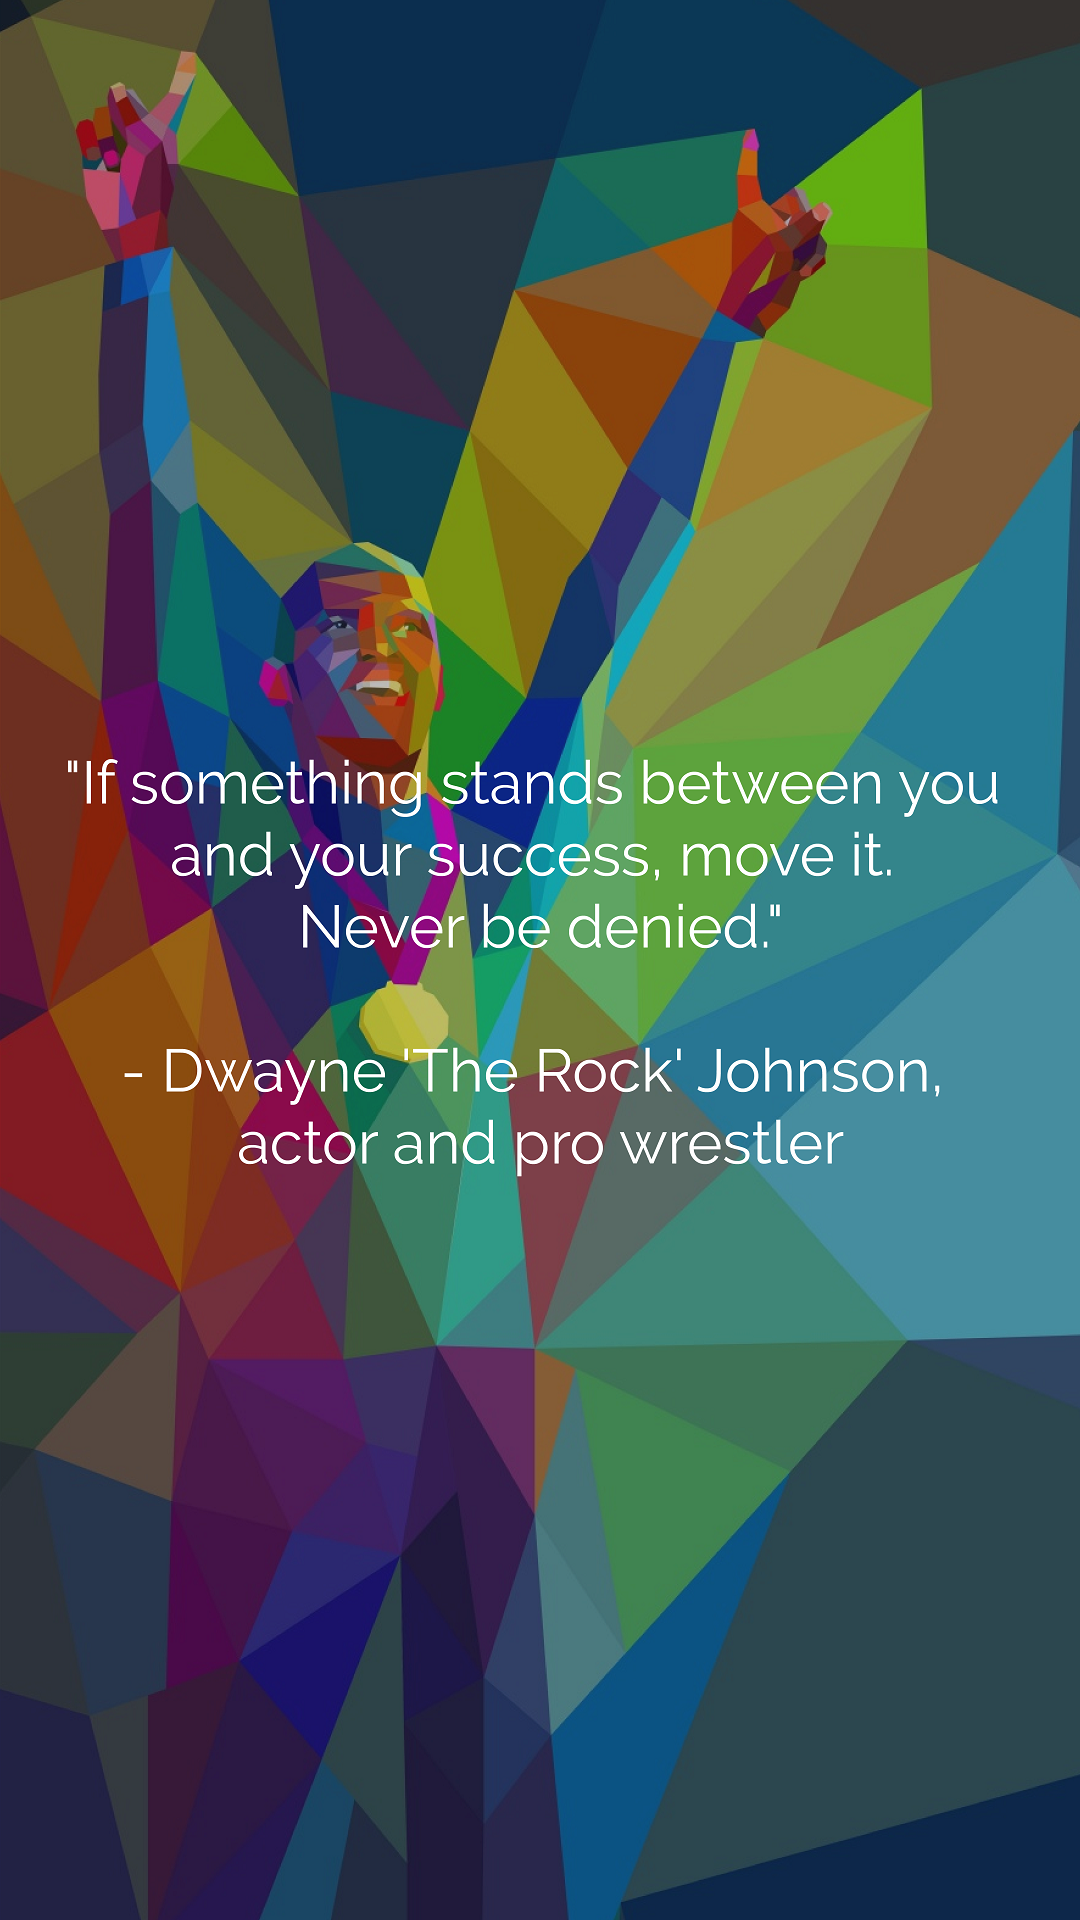 "If something stands between you
and your success, move it.
Never be denied."
- Dwayne 'The Rock' Johnson,
actor and pro wrestler